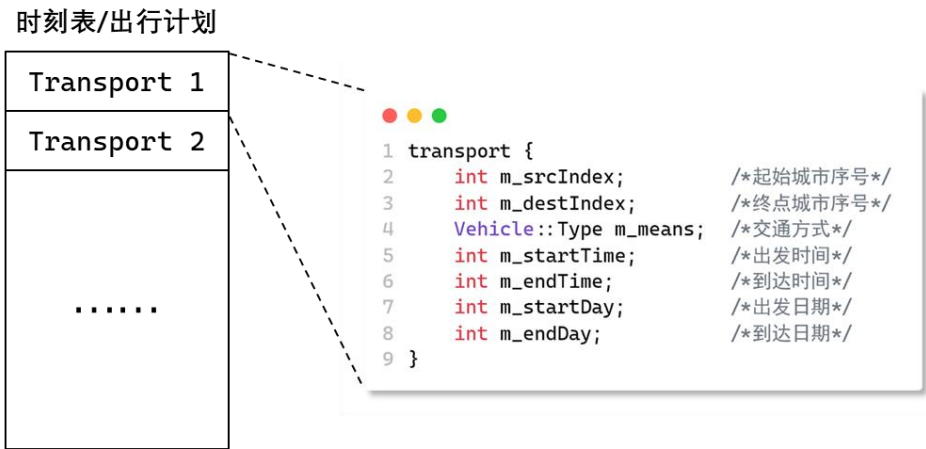 时刻表/出行计划
Transport 1
Transport 2
......
1 transport {
2 int m_srcIndex; /*起始城市序号*/
3 int m_destIndex; /*终点城市序号*/
4 Vehicle::Type m_means; /*交通方式*/
5 int m_startTime; /*出发时间*/
6 int m_endTime; /*到达时间*/
7 int m_startDay; /*出发日期*/
8 int m_endDay; /*到达日期*/
9 }